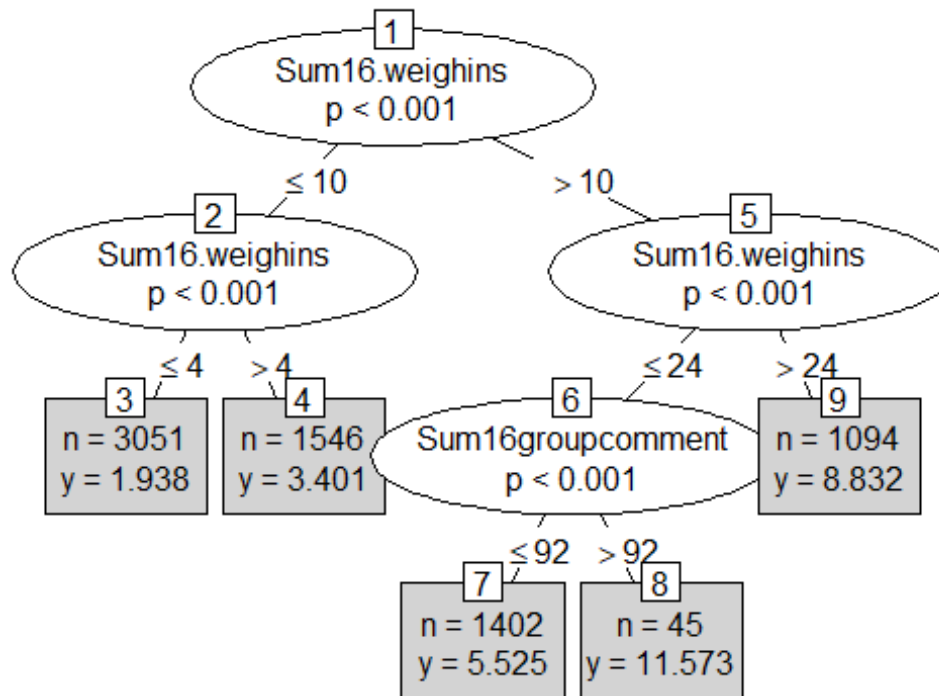 1
Sum16.weighins
p < 0.001
≤ 10
> 10
2
Sum16.weighins
p < 0.001
5
Sum16.weighins
p < 0.001
≤ 4
> 4
≤ 24
> 24
3
n = 3051
y = 1.938
4
n = 1546
y = 3.401
6
Sum16groupcomment
p < 0.001
9
n = 1094
y = 8.832
≤ 92
> 92
7
n = 1402
y = 5.525
8
n = 45
y = 11.573